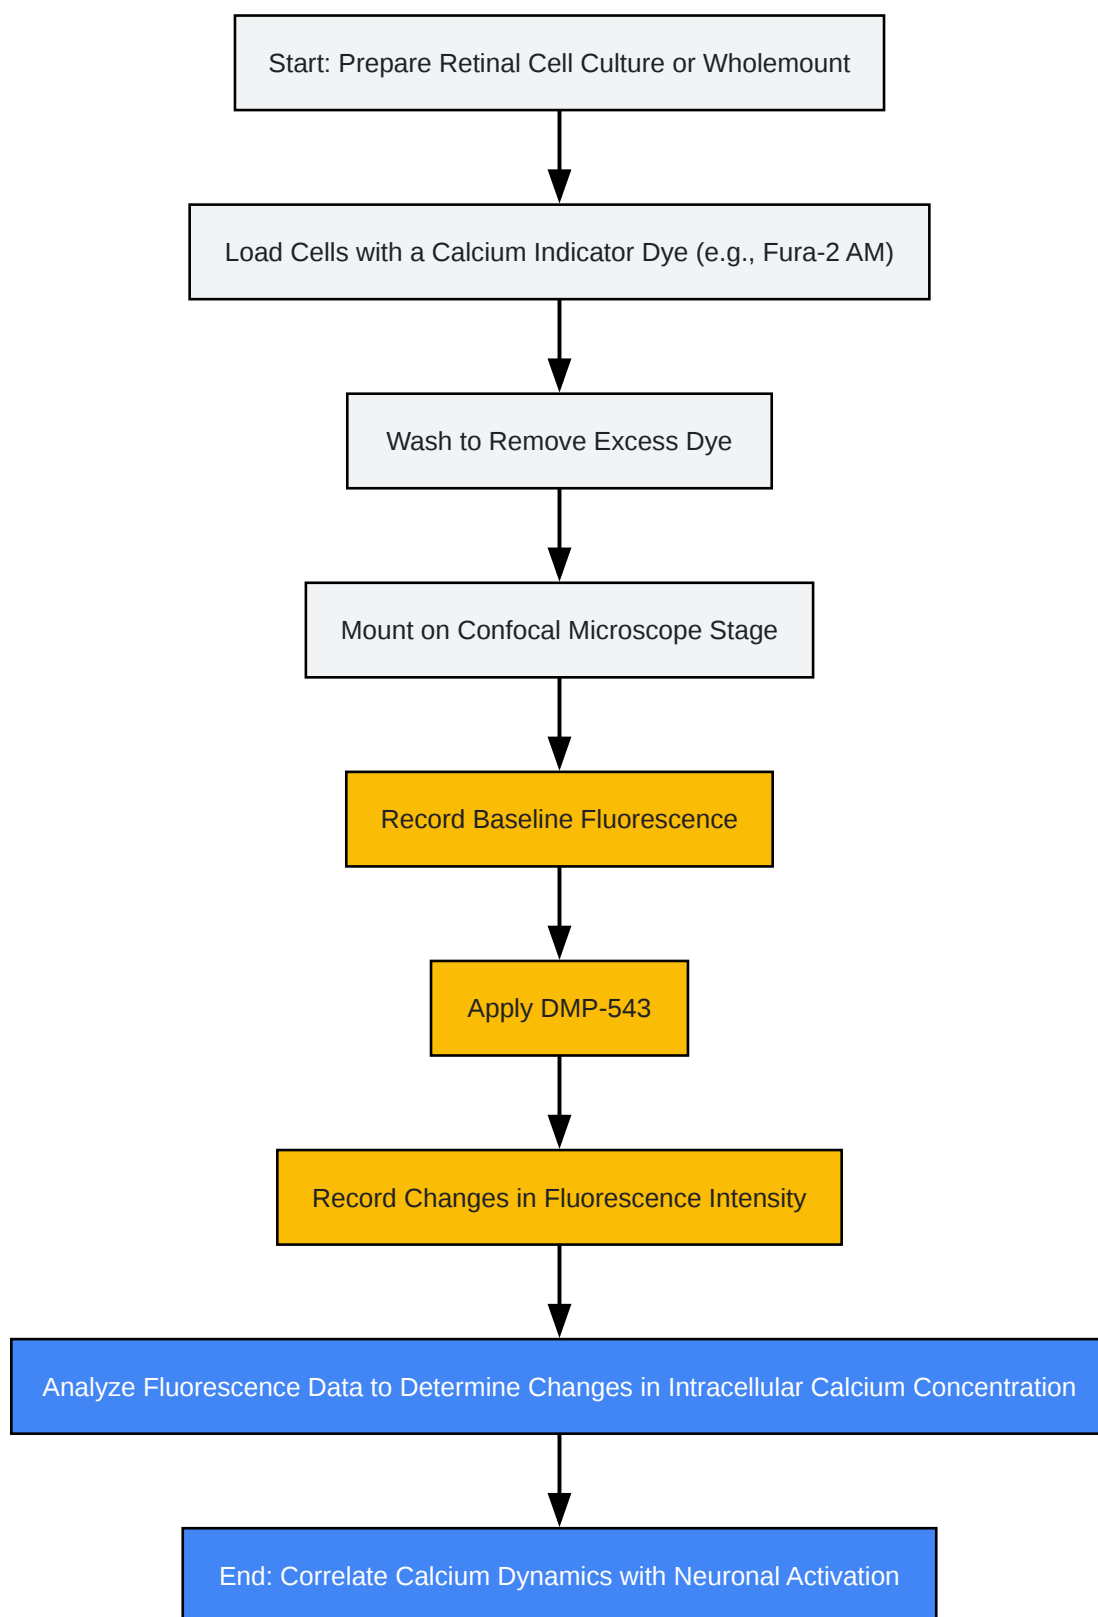 Start: Prepare Retinal Cell Culture or Wholemount
Load Cells with a Calcium Indicator Dye (e.g., Fura-2 AM)
Wash to Remove Excess Dye
Mount on Confocal Microscope Stage
Record Baseline Fluorescence
Apply DMP-543
Record Changes in Fluorescence Intensity
Analyze Fluorescence Data to Determine Changes in Intracellular Calcium Concentration
End: Correlate Calcium Dynamics with Neuronal Activation